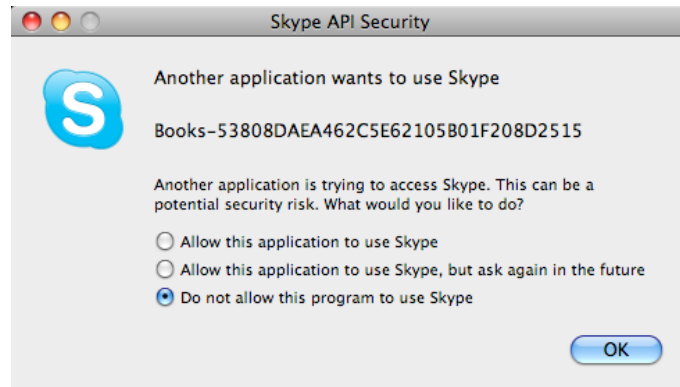 Skype API Security
Another application wants to use Skype
Books-53808DAEA462C5E62105B01F208D2515
Another application is trying to access Skype. This can be a
potential security risk. What would you like to do?
Allow this application to use Skype
Allow this application to use Skype, but ask again in the future
Do not allow this program to use Skype
OK